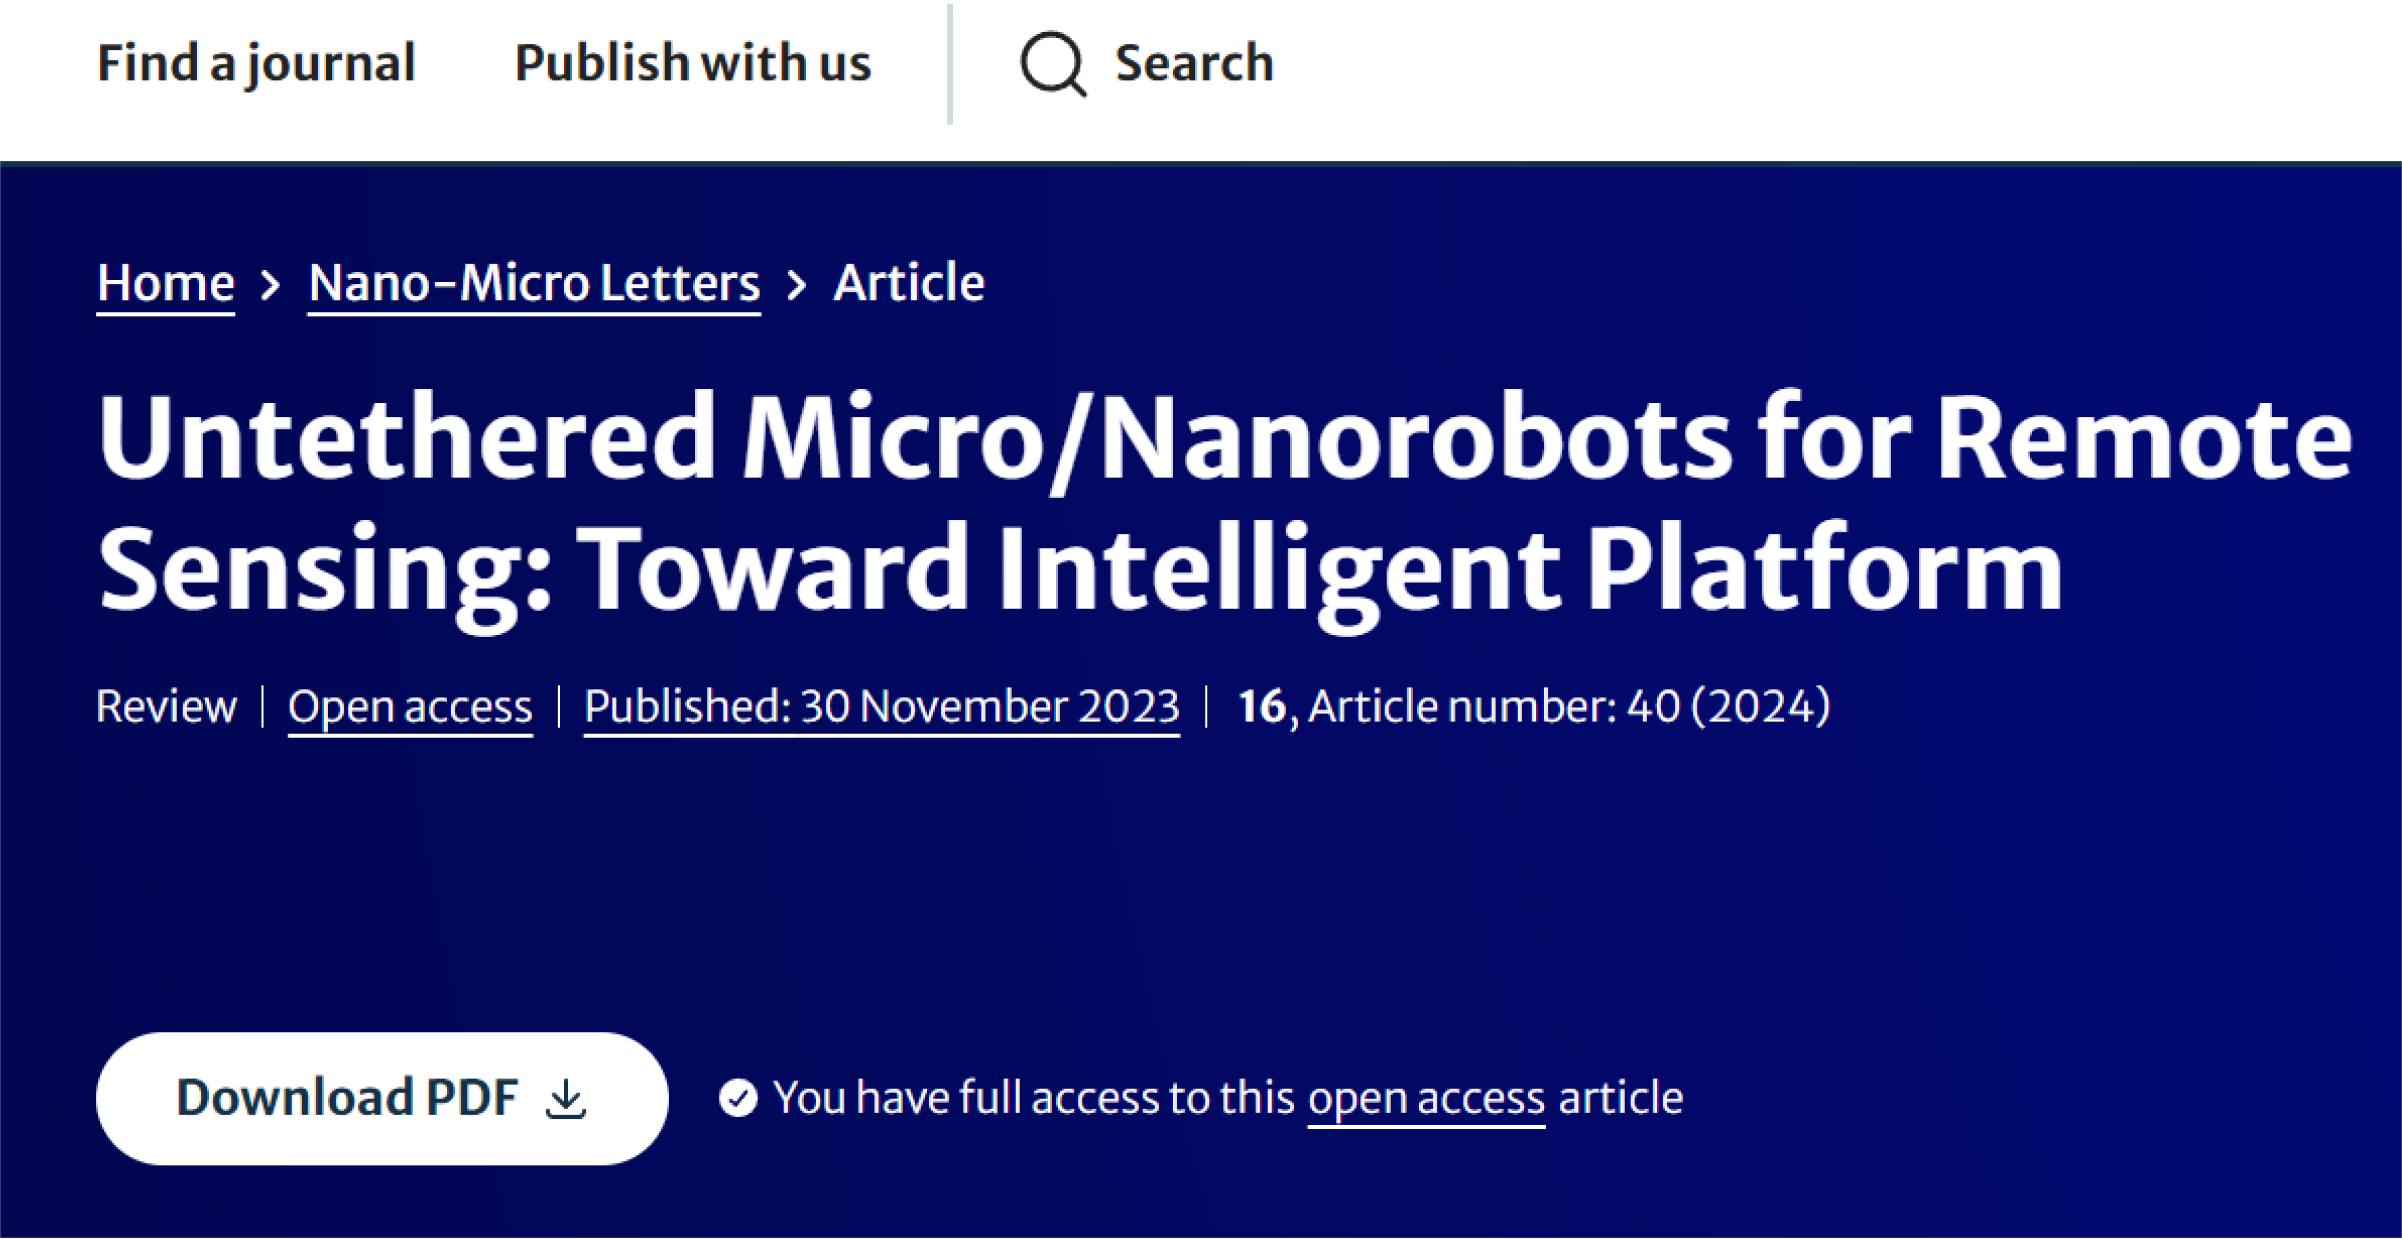 Find a journal Publish with us Search
Home > Nano-Micro Letters > Article
Untethered Micro/Nanorobots for Remote
Sensing: Toward Intelligent Platform
Review | Open access | Published: 30 November 2023 | 16, Article number: 40 (2024)
Download PDF You have full access to this open access article